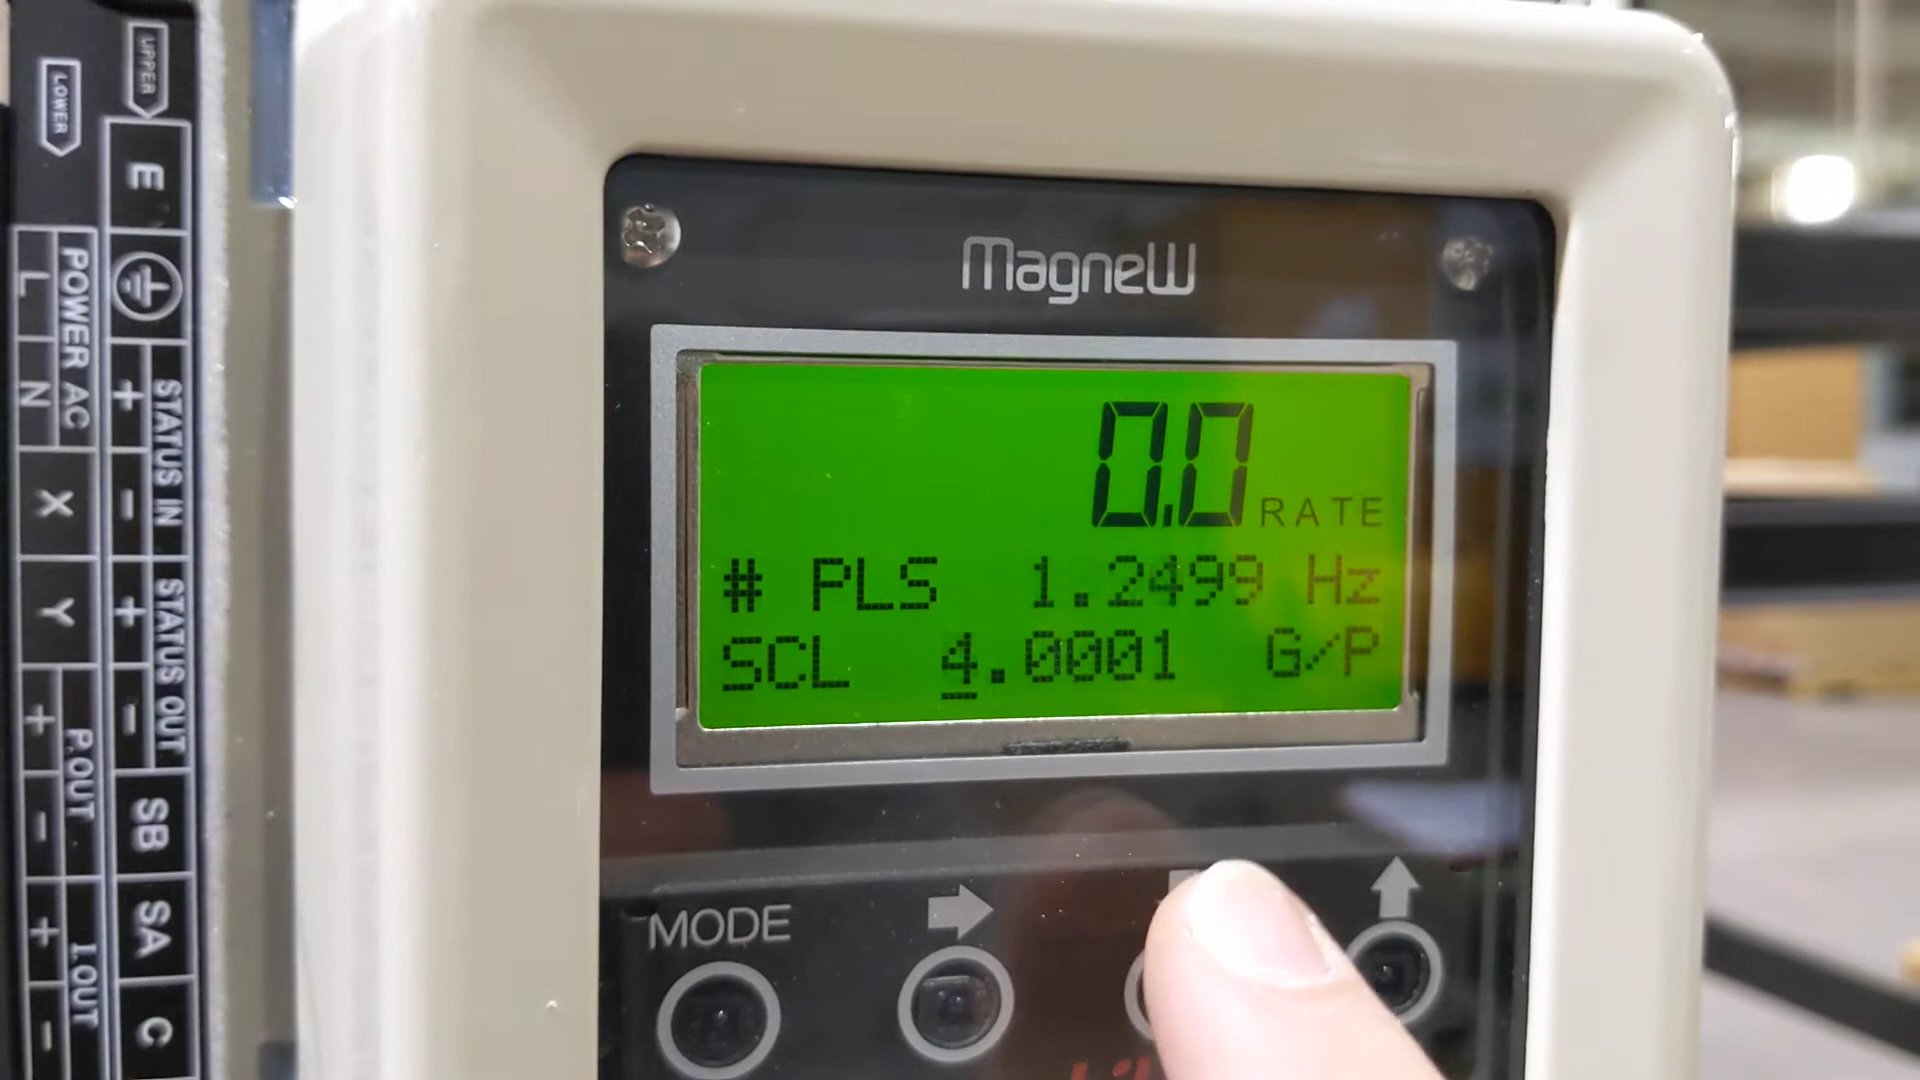 MagneW
0.0 RATE
# PLS 1.2499 Hz
SCL 4.0001 G/P
MODE
UPPER
LOWER
E
POWER AC
L
N
STATUS IN
+
-
X
Y
STATUS OUT
+
-
P.OUT
+
-
SB
SA
I.OUT
+
-
C